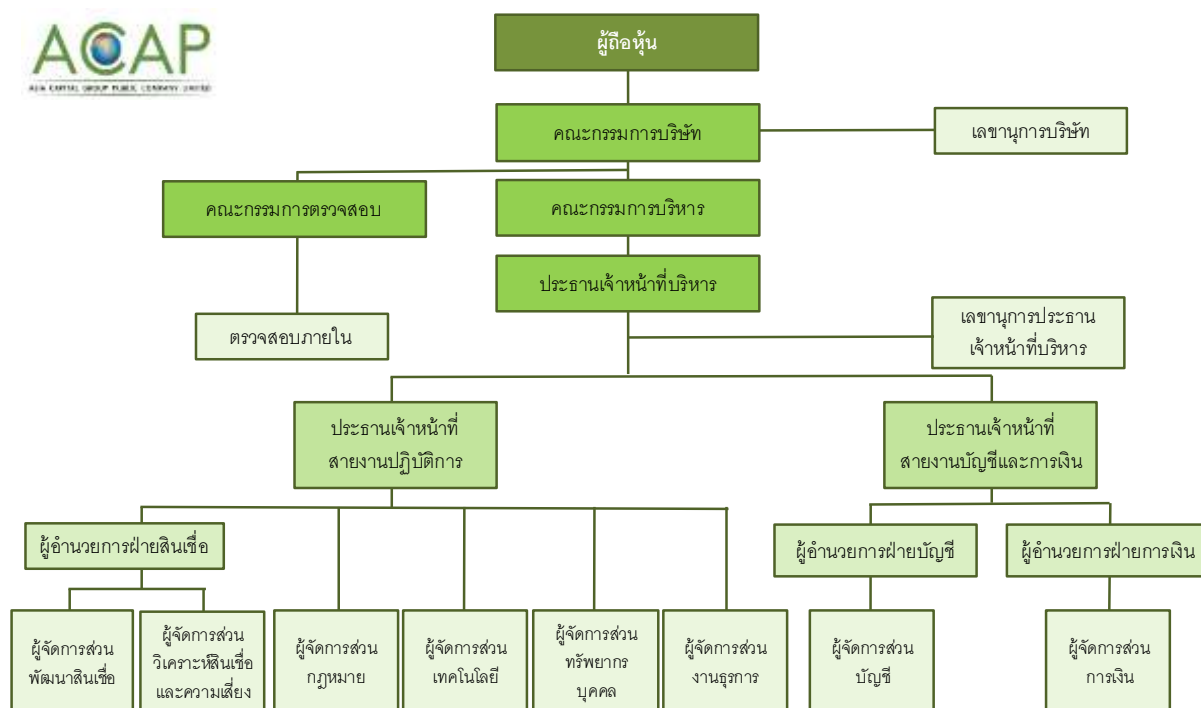 ACAP
ASIA CAPITAL GROUP PUBLIC COMPANY LIMITED
ผู้ถือหุ้น
คณะกรรมการบริษัท
เลขานุการบริษัท
คณะกรรมการตรวจสอบ
คณะกรรมการบริหาร
ประธานเจ้าหน้าที่บริหาร
ตรวจสอบภายใน
เลขานุการประธาน
เจ้าหน้าที่บริหาร
ประธานเจ้าหน้าที่
สายงานปฏิบัติการ
ประธานเจ้าหน้าที่
สายงานบัญชีและการเงิน
ผู้อำนวยการฝ่ายสินเชื่อ
ผู้อำนวยการฝ่ายบัญชี
ผู้อำนวยการฝ่ายการเงิน
ผู้จัดการส่วน
พัฒนาสินเชื่อ
ผู้จัดการส่วน
วิเคราะห์สินเชื่อ
และความเสี่ยง
ผู้จัดการส่วน
กฎหมาย
ผู้จัดการส่วน
เทคโนโลยี
ผู้จัดการส่วน
ทรัพยากร
บุคคล
ผู้จัดการส่วน
งานธุรการ
ผู้จัดการส่วน
บัญชี
ผู้จัดการส่วน
การเงิน